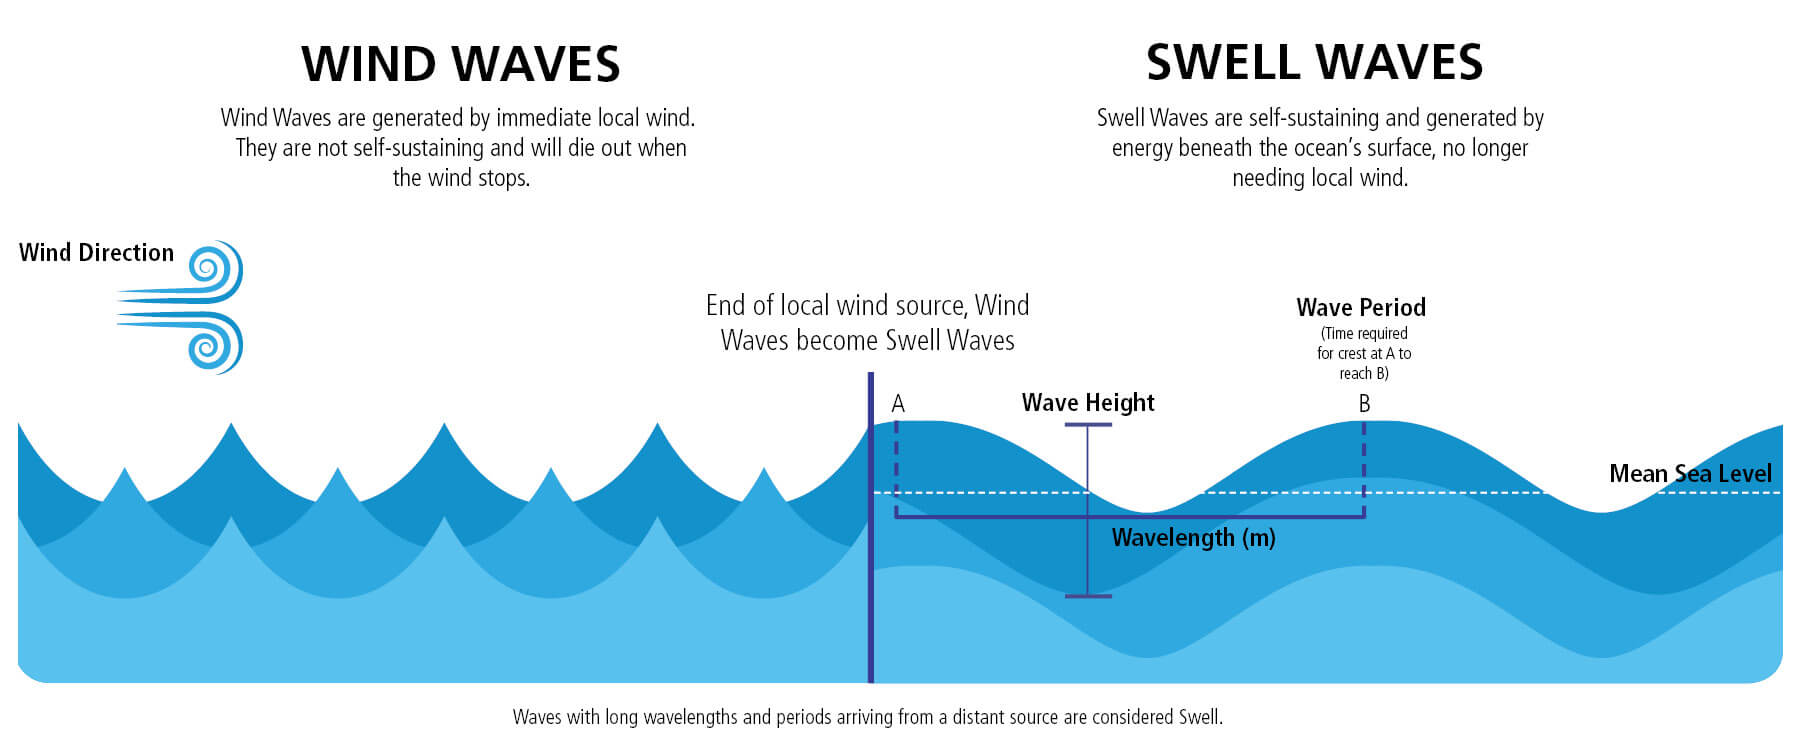 WIND WAVES
Wind Waves are generated by immediate local wind.
They are not self-sustaining and will die out when
the wind stops.
SWELL WAVES
Swell Waves are self-sustaining and generated by
energy beneath the ocean's surface, no longer
needing local wind.
Wind Direction
End of local wind source, Wind
Waves become Swell Waves
Wave Period
(Time required
for crest at A to
reach B)
A
Wave Height
B
Mean Sea Level
Wavelength (m)
Waves with long wavelengths and periods arriving from a distant source are considered Swell.